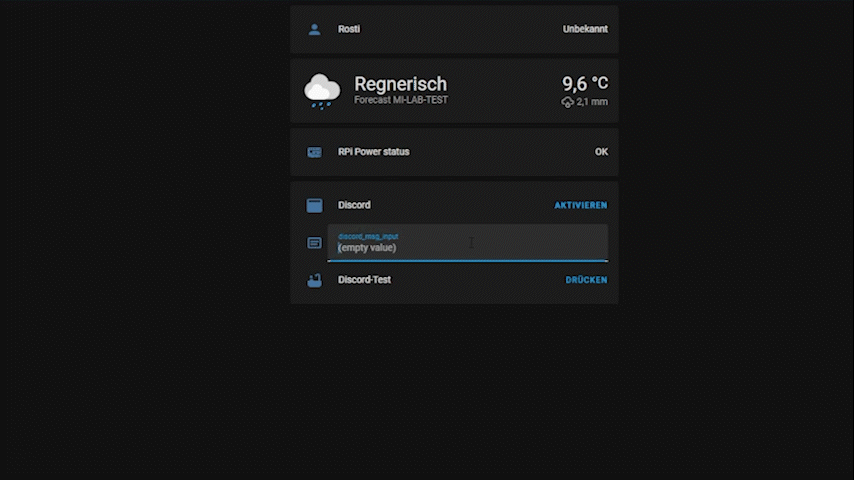 Rosti Unbekannt
Regnerisch 9,6 °C
Forecast MI-LAB-TEST 2,1 mm
RPi Power status OK
Discord AKTIVIEREN
discord_msg_input
(empty value)
Discord-Test DRÜCKEN